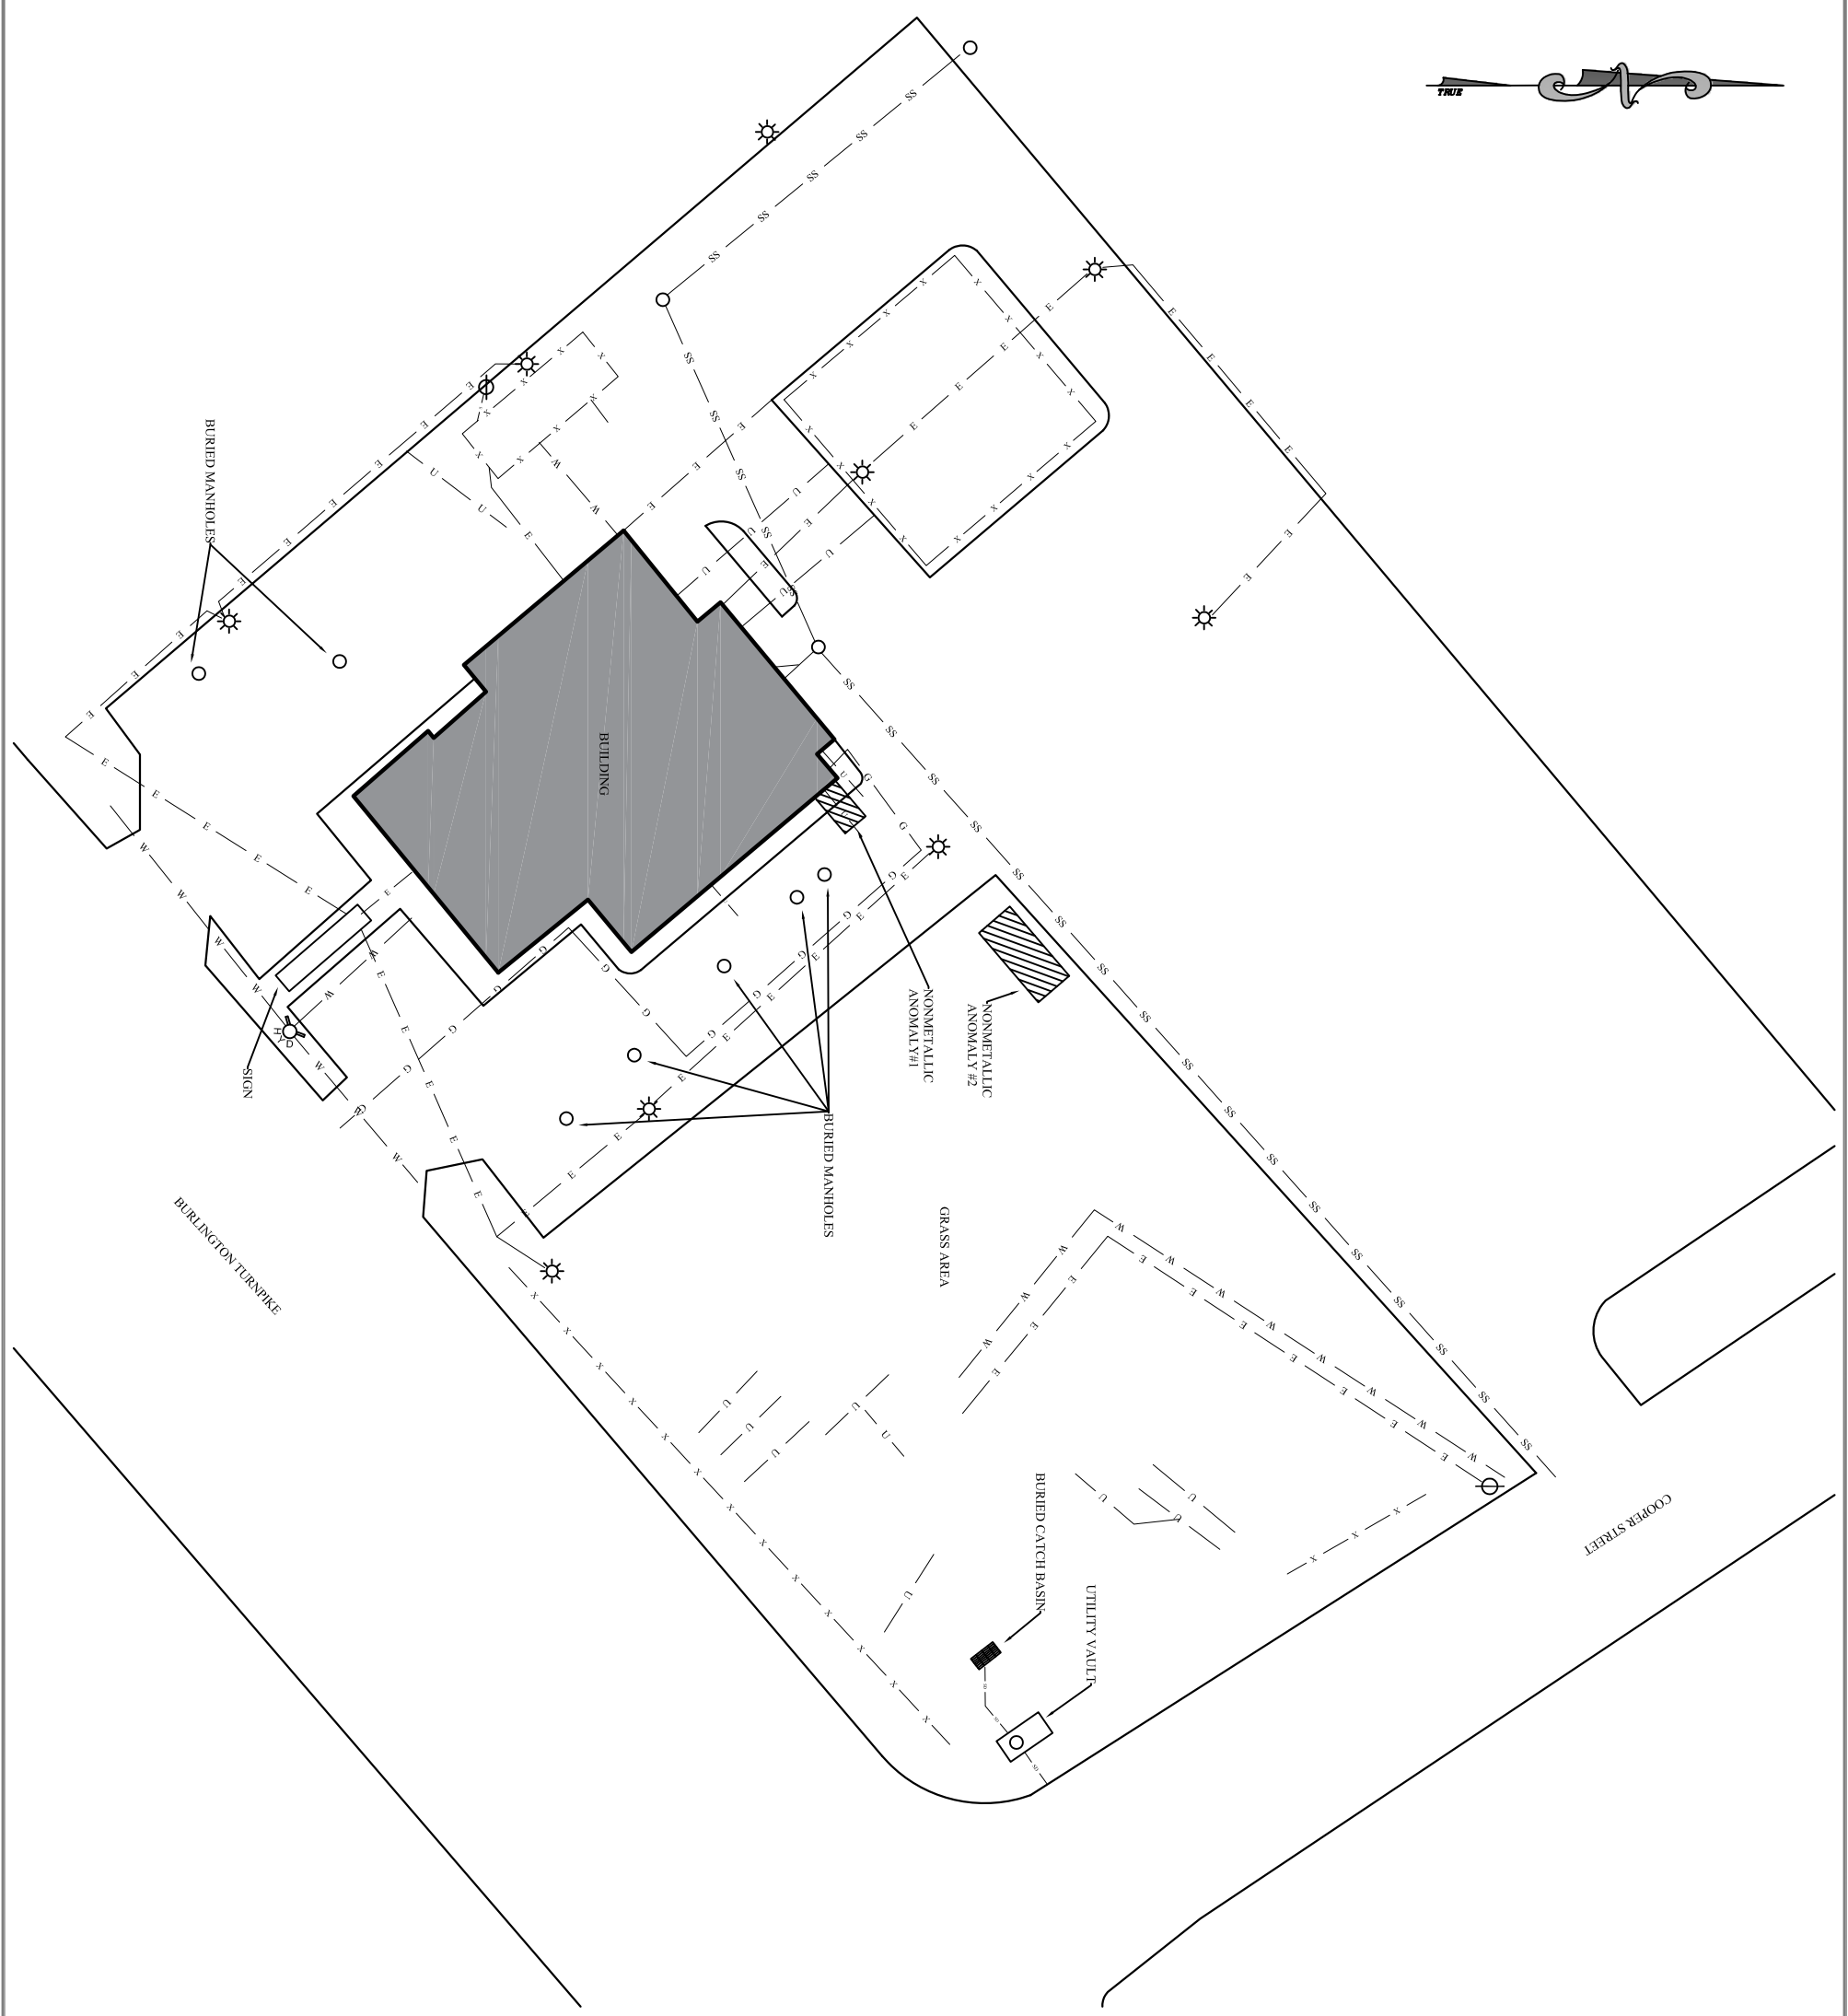 TRUE
N
BURIED MANHOLES
BUILDING
NONMETALLIC
ANOMALY#1
NONMETALLIC
ANOMALY #2
SIGN
HYD
BURIED MANHOLES
BURLINGTON TURNPIKE
GRASS AREA
BURIED CATCH BASIN
UTILITY VAULT
COOPER STREET